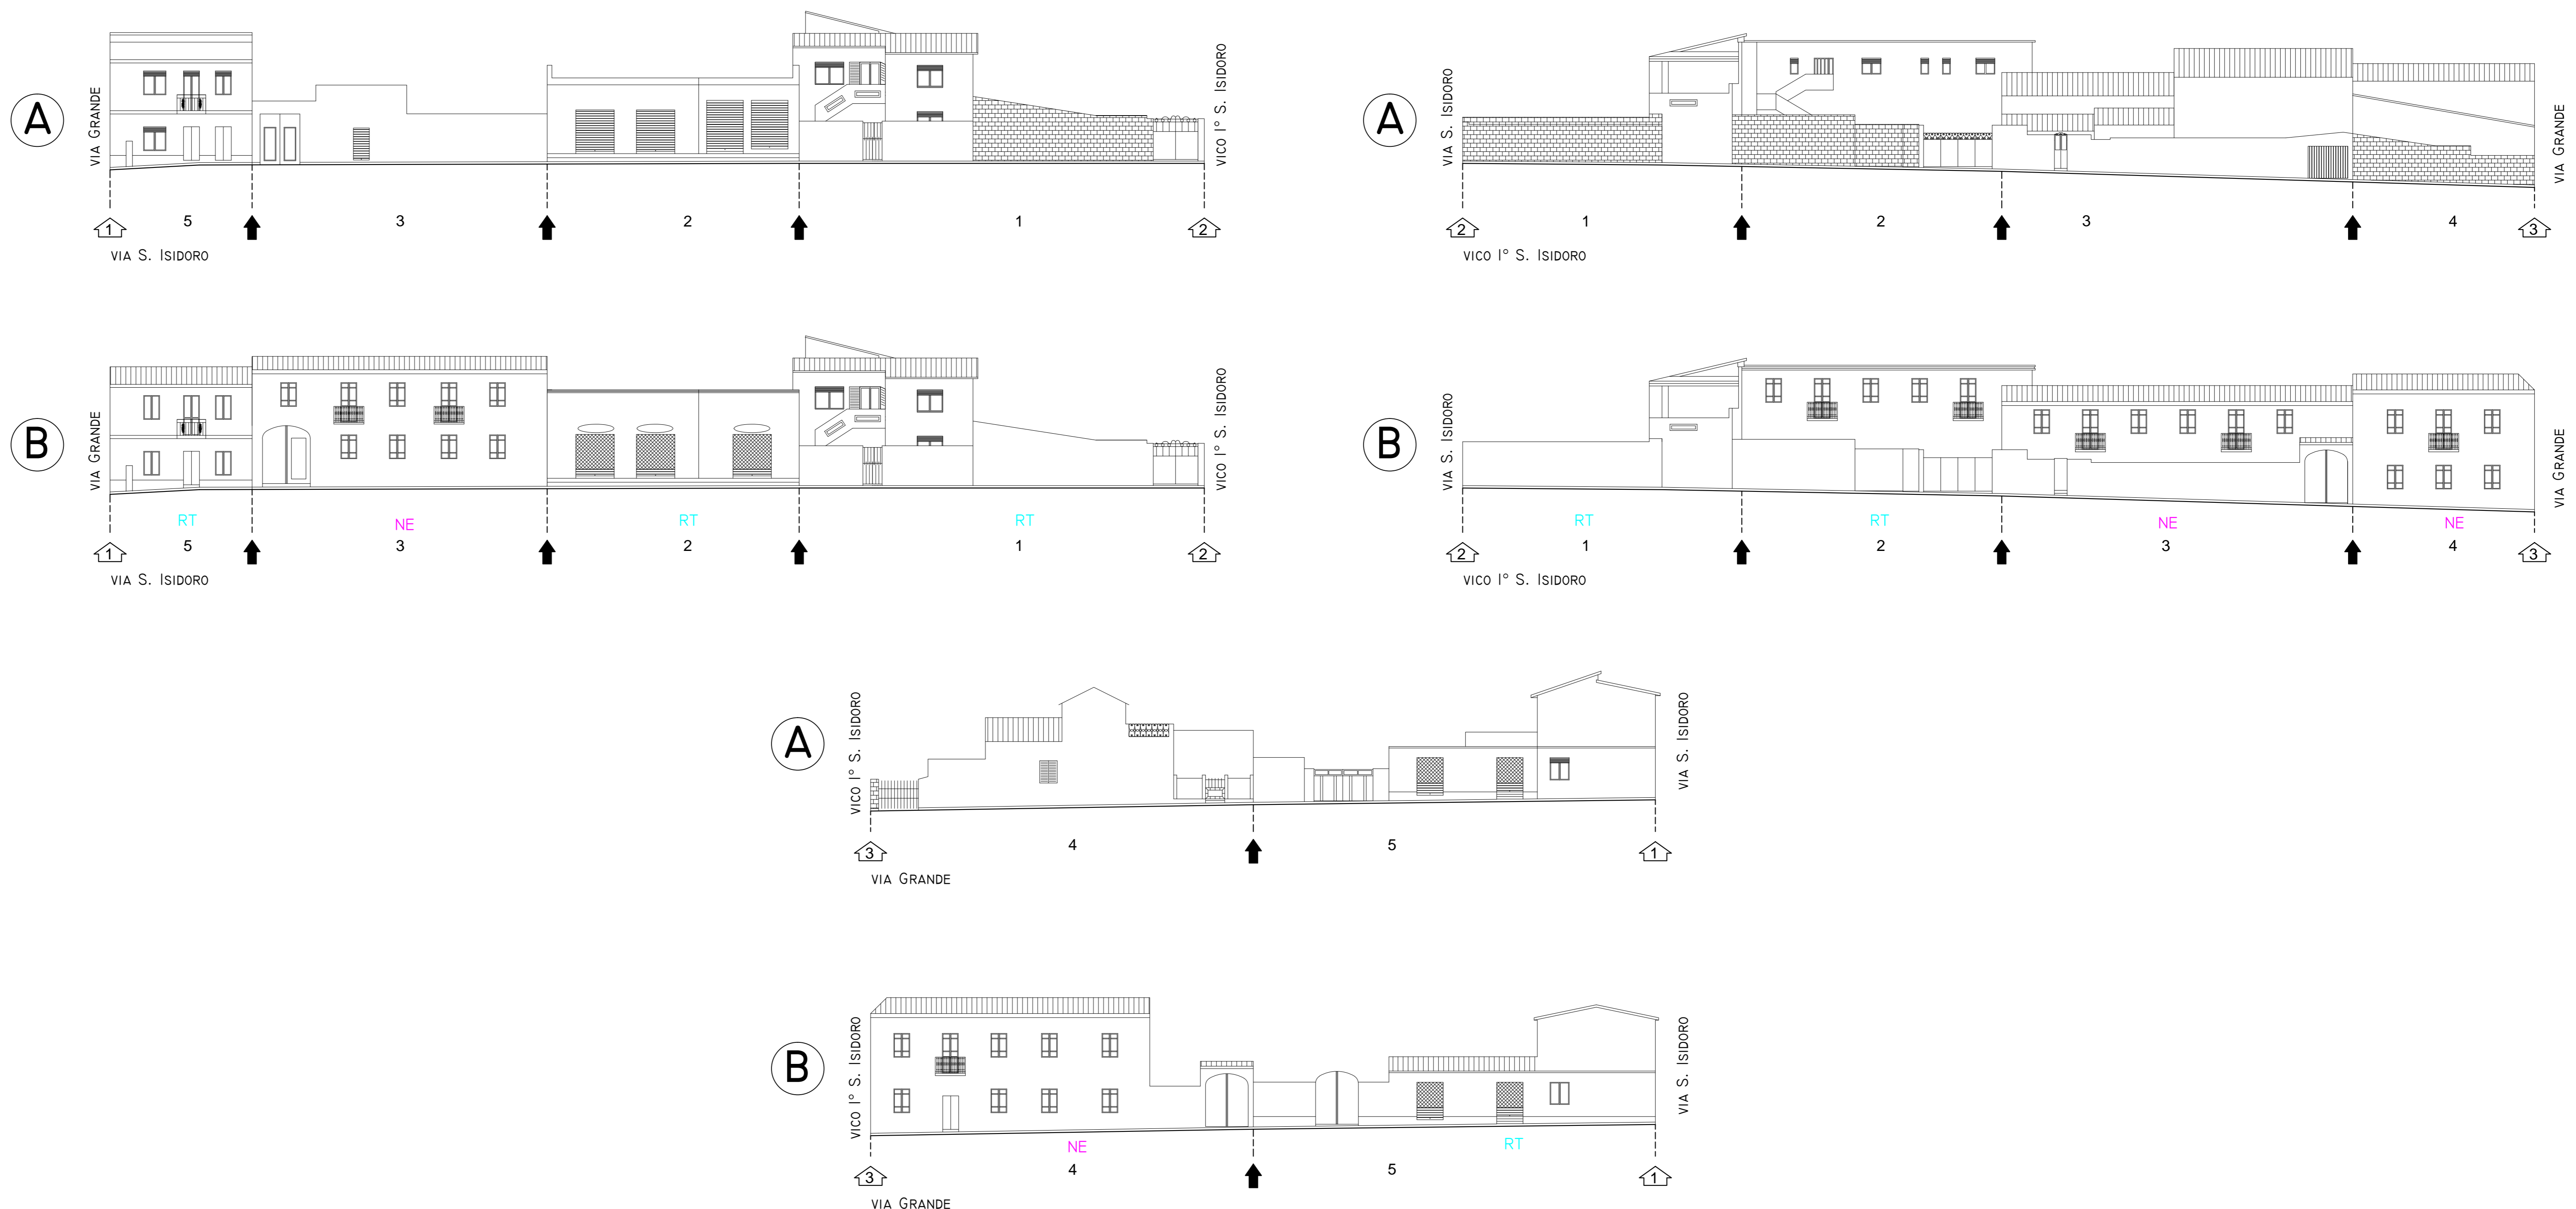 A
VIA GRANDE
VICO I° S. ISIDORO
1
5
3
2
1
2
VIA S. ISIDORO
A
VIA S. ISIDORO
VIA GRANDE
2
1
2
3
4
3
VICO I° S. ISIDORO
B
VIA GRANDE
VICO I° S. ISIDORO
RT
NE
RT
RT
1
5
3
2
1
2
VIA S. ISIDORO
B
VIA S. ISIDORO
VIA GRANDE
RT
RT
NE
NE
2
1
2
3
4
3
VICO I° S. ISIDORO
A
VICO I° S. ISIDORO
VIA S. ISIDORO
3
4
5
1
VIA GRANDE
B
VICO I° S. ISIDORO
VIA S. ISIDORO
NE
RT
3
4
5
1
VIA GRANDE